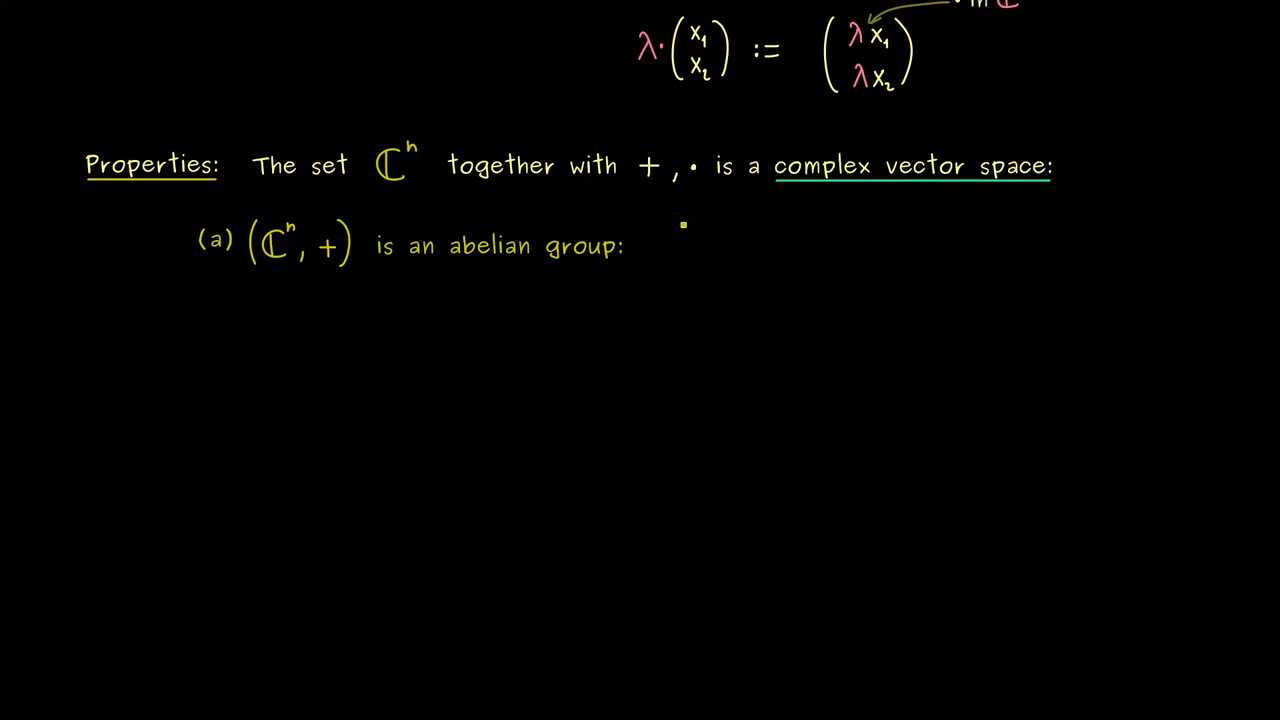 · in ℂ
λ·(x₁ x₂) := (λx₁ λx₂)
Properties: The set ℂⁿ together with +, · is a complex vector space:
(a) (ℂⁿ, +) is an abelian group: